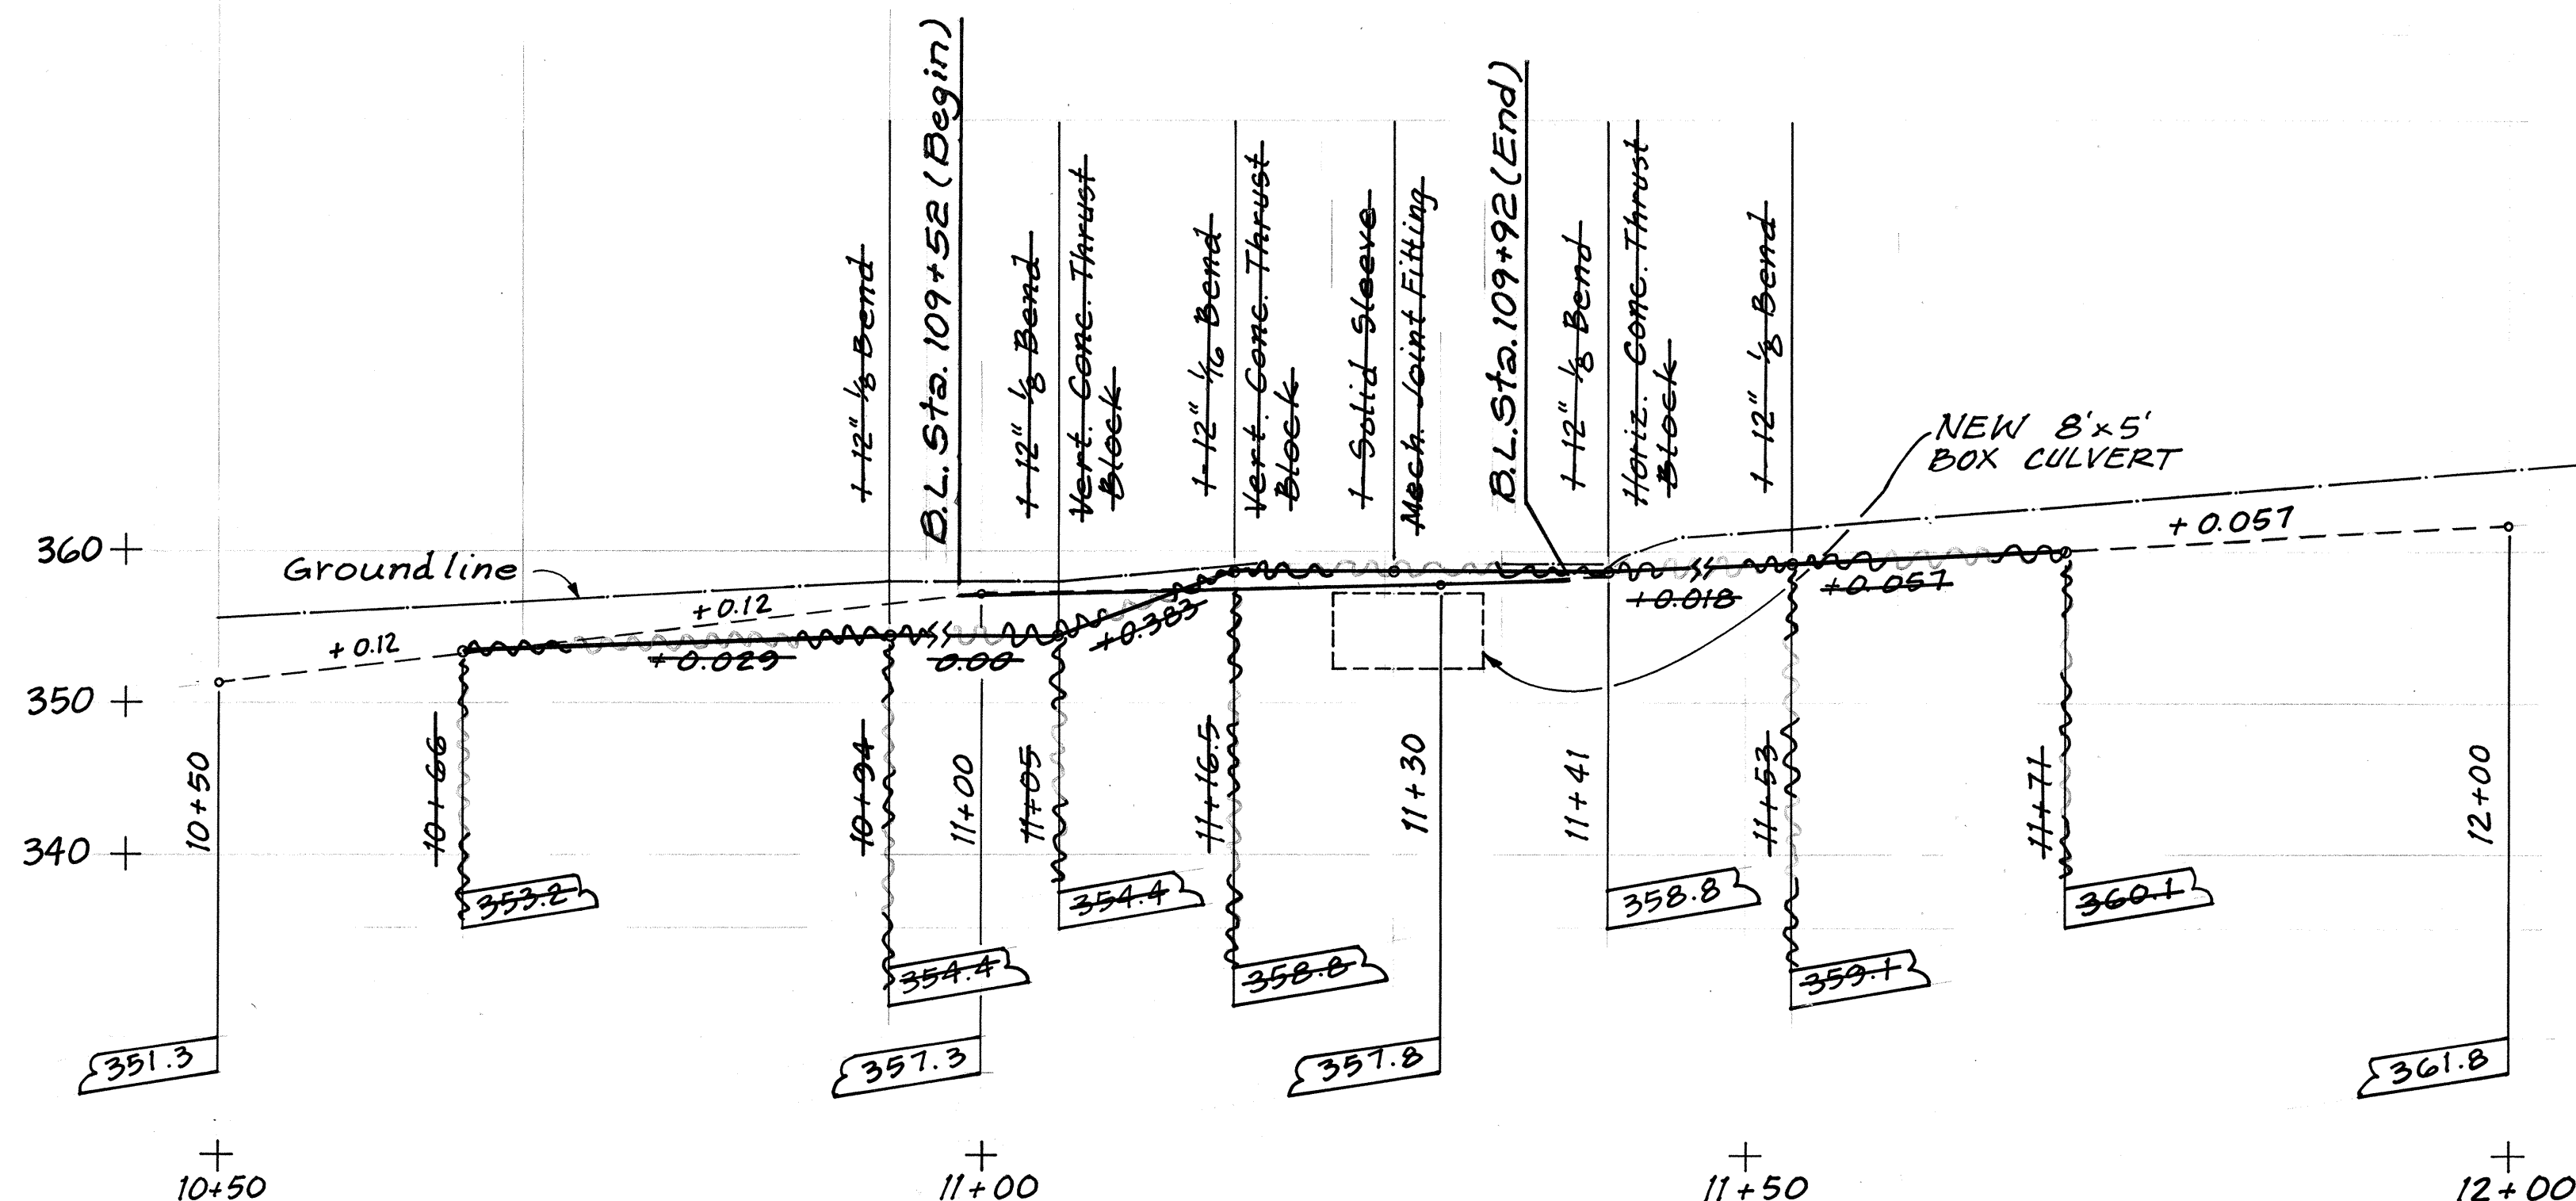 1-12" 1/8 Bend
B.L. Sta. 109+52 (Begin)
1-12" 1/8 Bend
Vert. Conc. Thrust
Block
1-12" 1/16 Bend
Vert. Conc. Thrust
Block
1-Solid Sleeve
Mech. Joint Fitting
B.L. Sta. 109+92 (End)
1-12" 1/8 Bend
Horiz. Conc. Thrust
Block
1-12" 1/8 Bend
NEW 8'x5'
BOX CULVERT
360
Groundline
+0.12
+0.12
+0.029
0.00
+0.383
+0.018
+0.057
+0.057
350
340
10+50
10+66
10+94
11+00
11+05
11+16.5
11+30
11+41
11+53
11+71
12+00
353.2
354.4
354.4
358.8
358.8
359.1
360.1
351.3
357.3
357.8
361.8
10+50
11+00
11+50
12+00